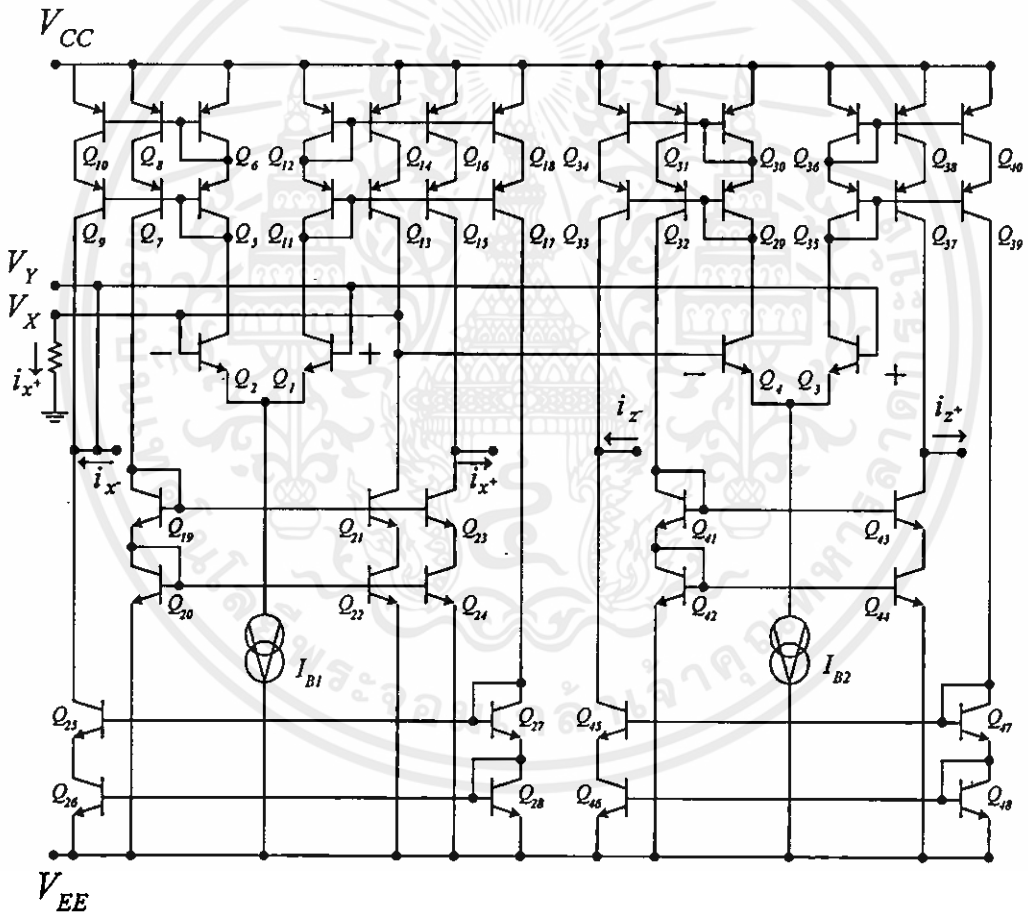 V_CC
Q_10 Q_8 Q_6 Q_12 Q_14 Q_16 Q_18 Q_34 Q_31 Q_30 Q_36 Q_38 Q_40
Q_9 Q_7 Q_5 Q_11 Q_13 Q_15 Q_17 Q_33 Q_32 Q_29 Q_35 Q_37 Q_39
V_Y
V_X
i_x+
− Q_2 Q_1 + − Q_4 Q_3 +
i_x- i_x+ i_z- i_z+
Q_19 Q_21 Q_23 Q_41 Q_43
Q_20 Q_22 Q_24 Q_42 Q_44
I_B1 I_B2
Q_25 Q_27 Q_45 Q_47
Q_26 Q_28 Q_46 Q_48
V_EE